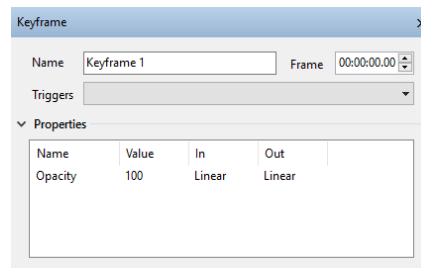 Keyframe
Name Keyframe 1 Frame 00:00:00.00
Triggers
Properties
Name Value In Out
Opacity 100 Linear Linear